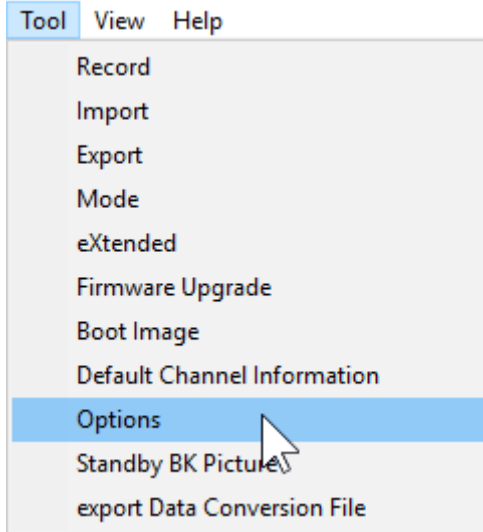 Tool View Help
Record
Import
Export
Mode
eXtended
Firmware Upgrade
Boot Image
Default Channel Information
Options
Standby BK Picture
export Data Conversion File